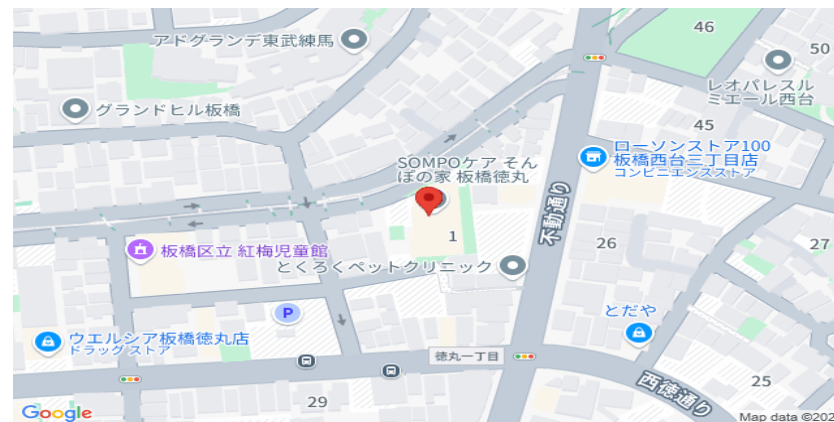 アドグランデ東武練馬
46
50
グランドヒル板橋
レオパレスル
ミエール西台
45
ローソンストア100
板橋西台三丁目店
コンビニエンスストア
SOMPOケア そん
ぽの家 板橋徳丸
不動通り
1
26
27
板橋区立 紅梅児童館
とくろくペットクリニック
P
とだや
ウエルシア板橋徳丸店
ドラッグ ストア
徳丸一丁目
西徳通り
25
29
Google
Map data ©202